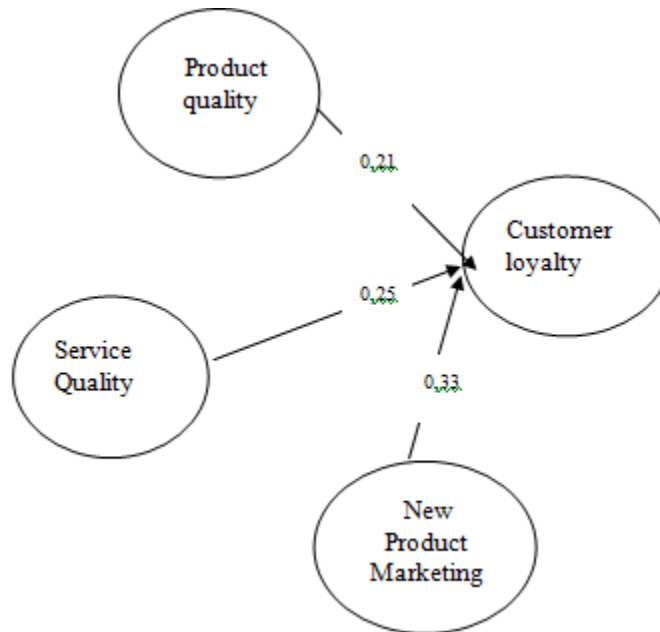 Product
quality
0,21
Customer
loyalty
0,25
Service
Quality
0,33
New
Product
Marketing